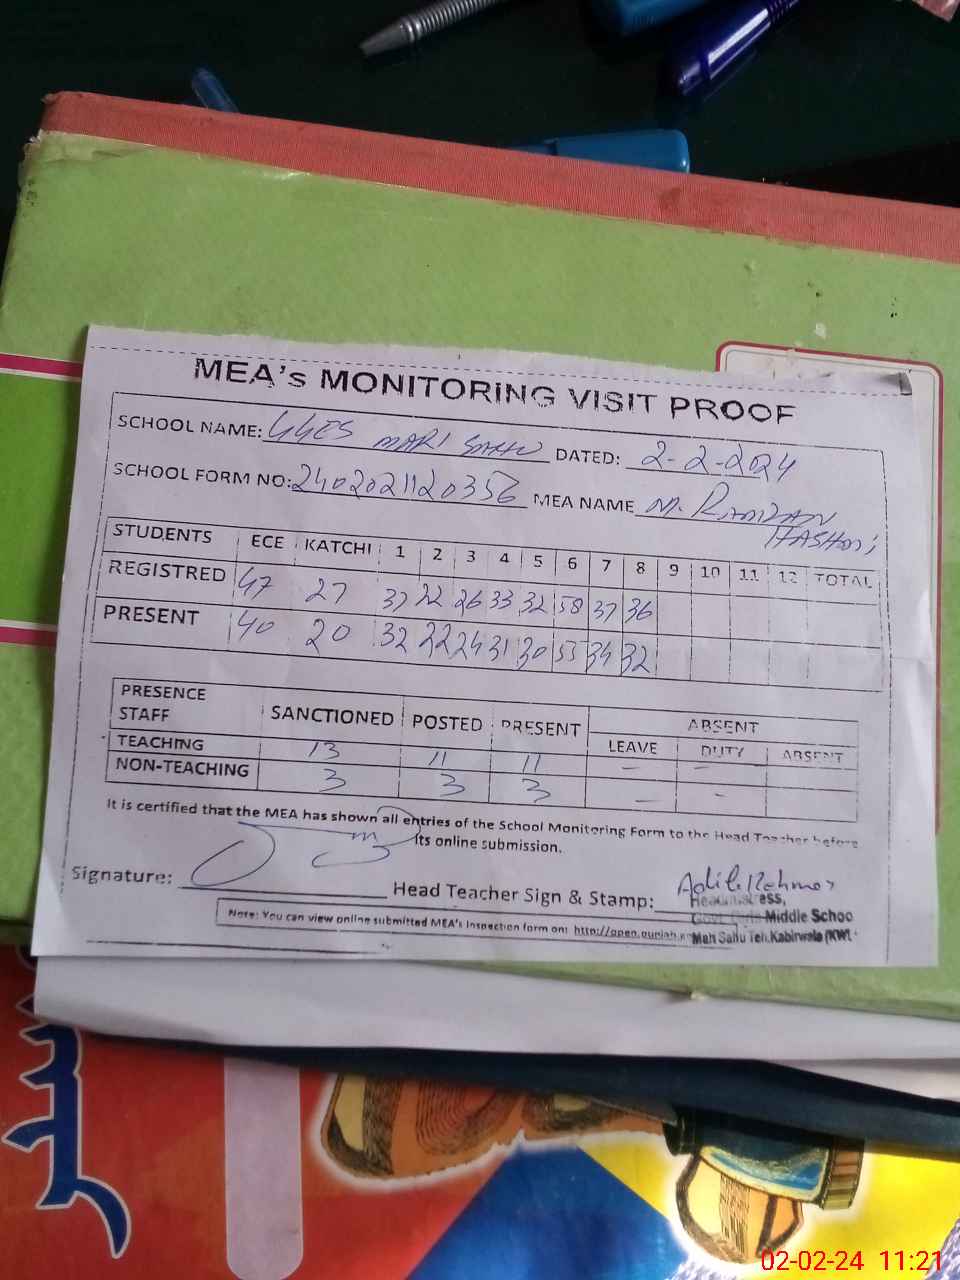 MEA's MONITORING VISIT PROOF
SCHOOL NAME: GGES MARI SAHU DATED: 2-2-2024
SCHOOL FORM NO: MEA NAME M. RAMZAN HASHMI
STUDENTS ECE KATCHI 1 2 3 4 5 6 7 8 9 10 11 12 TOTAL
REGISTRED 47 27 37 22 26 33 32 58 37 36
PRESENT 40 20 32 22 24 31 30 53 34 32
PRESENCE STAFF SANCTIONED POSTED PRESENT ABSENT
LEAVE DUTY ABSENT
TEACHING 13 11 11 — —
NON-TEACHING 3 3 3 — -
It is certified that the MEA has shown all entries of the School Monitoring Form to the Head Teacher before
its online submission.
Signature: Head Teacher Sign & Stamp:
Headmistress,
Govt. Girls Middle Schoo
Sahu Teh. Kabirwala (KWL
Note: You can view online submitted MEA's Inspection form on: http://open.punjab.
02-02-24 11:21